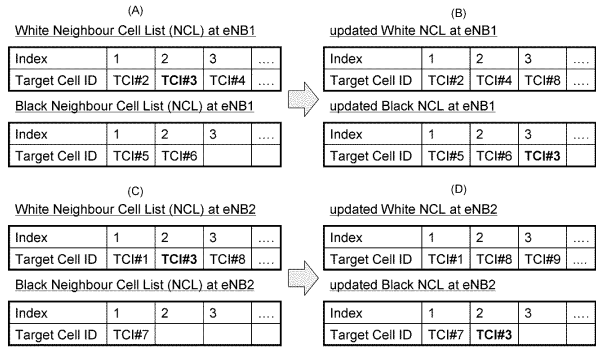 (A)
White Neighbour Cell List (NCL) at eNB1
Index 1 2 3 ....
Target Cell ID TCI#2 TCI#3 TCI#4 ....
Black Neighbour Cell List (NCL) at eNB1
Index 1 2 3 ....
Target Cell ID TCI#5 TCI#6
(B)
updated White NCL at eNB1
Index 1 2 3 ....
Target Cell ID TCI#2 TCI#4 TCI#8 ....
updated Black NCL at eNB1
Index 1 2 3 ....
Target Cell ID TCI#5 TCI#6 TCI#3
(C)
White Neighbour Cell List (NCL) at eNB2
Index 1 2 3 ....
Target Cell ID TCI#1 TCI#3 TCI#8 ....
Black Neighbour Cell List (NCL) at eNB2
Index 1 2 3 ....
Target Cell ID TCI#7
(D)
updated White NCL at eNB2
Index 1 2 3 ....
Target Cell ID TCI#1 TCI#8 TCI#9 ....
updated Black NCL at eNB2
Index 1 2 3 ....
Target Cell ID TCI#7 TCI#3